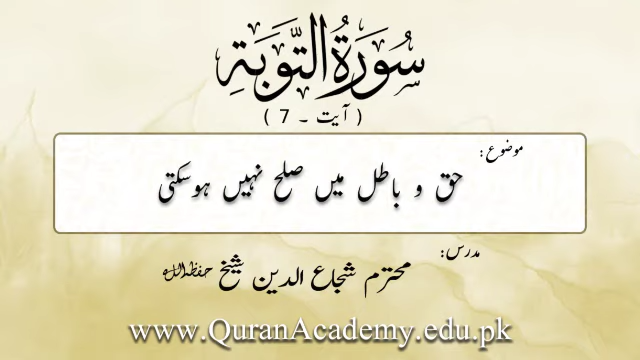 سُورَةُ التَّوبَةِ
( آیت ۔ 7 )
موضوع:
حق و باطل میں صلح نہیں ہوسکتی
مدرس:
محترم شجاع الدین شیخ حفظہ اللہ
www.QuranAcademy.edu.pk